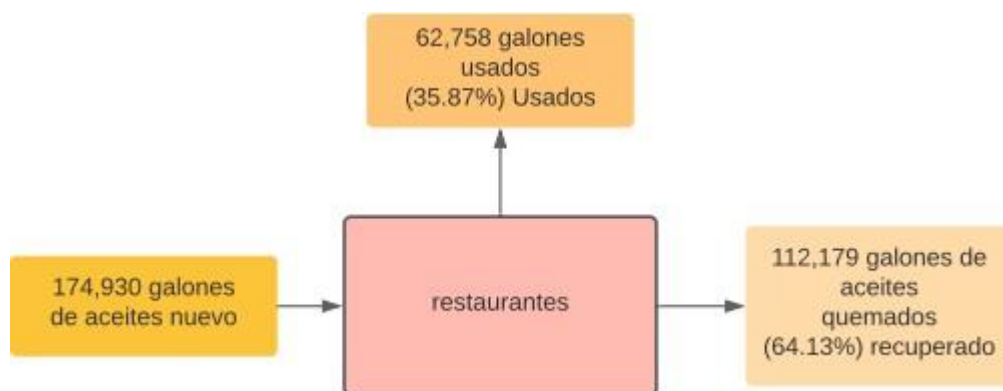 62,758 galones
usados
(35.87%) Usados
174,930 galones
de aceites nuevo
restaurantes
112,179 galones de
aceites
quemados
(64.13%) recuperado